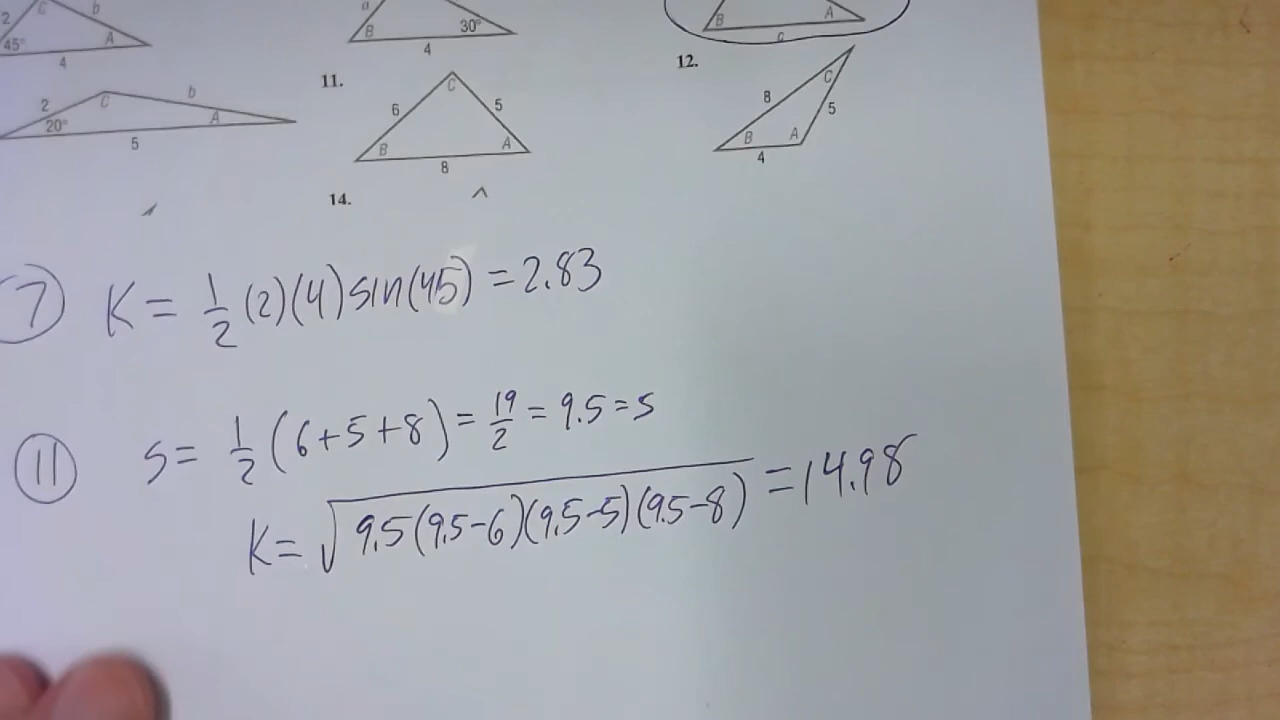 2 C b
45° A
4
a
B 30°
4
B A
c
2 C b
20° A
5
11.
C
6 5
B A
8
12.
C
8 5
B A
4
14.
7 K = 1/2 (2)(4) sin(45) = 2.83
11 s = 1/2 (6+5+8) = 19/2 = 9.5 = s
K = √9.5(9.5-6)(9.5-5)(9.5-8) = 14.98